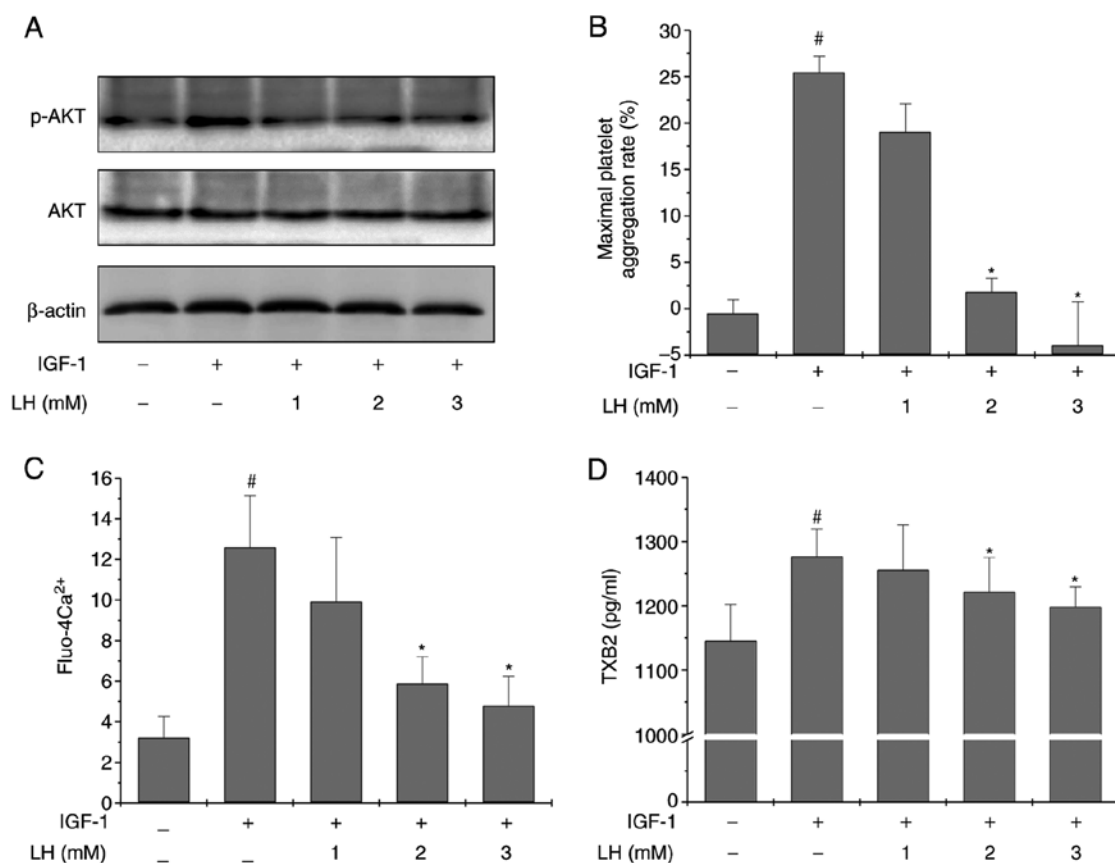 A
p-AKT
AKT
β-actin
IGF-1 – + + + +
LH (mM) – – 1 2 3
B
Maximal platelet
aggregation rate (%)
30
25
20
15
10
5
0
–5
#
*
*
IGF-1 – + + + +
LH (mM) – – 1 2 3
C
Fluo-4Ca²⁺
16
14
12
10
8
6
4
2
0
#
*
*
IGF-1 – + + + +
LH (mM) – – 1 2 3
D
TXB2 (pg/ml)
1400
1300
1200
1100
1000
0
#
*
*
IGF-1 – + + + +
LH (mM) – – 1 2 3